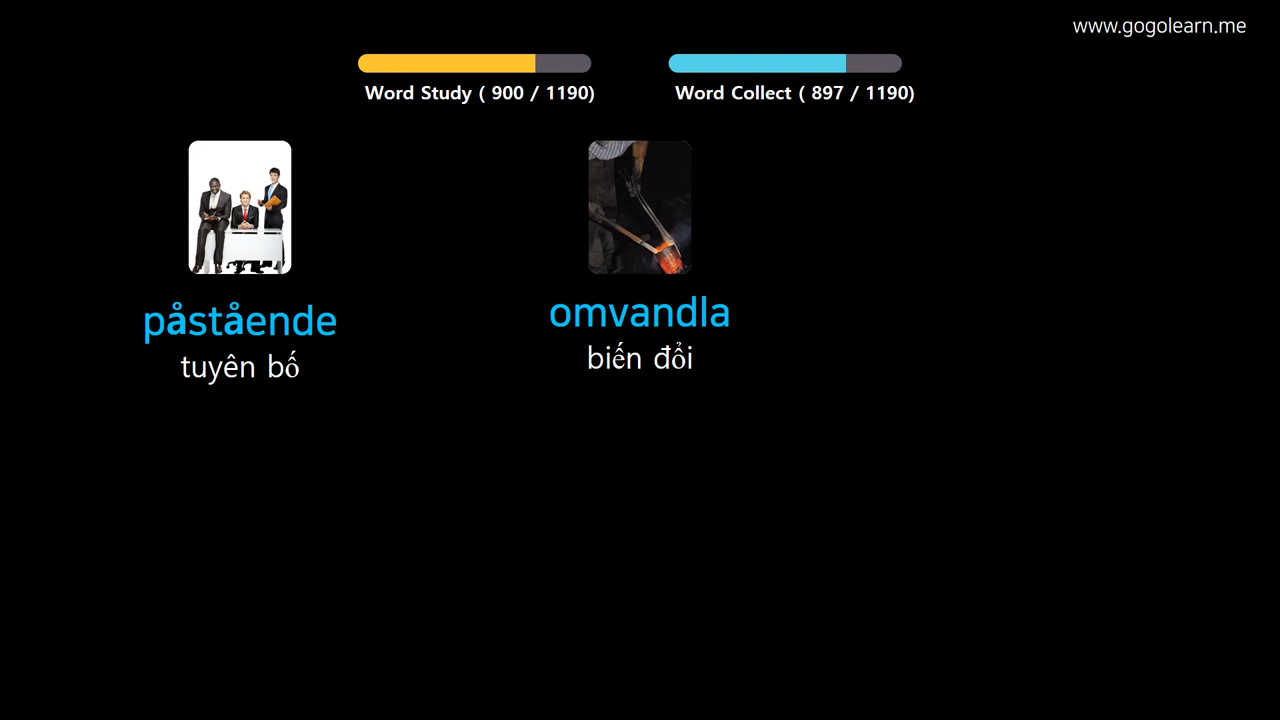 www.gogolearn.me
Word Study ( 900 / 1190)
Word Collect ( 897 / 1190)
påstående
tuyên bố
omvandla
biến đổi